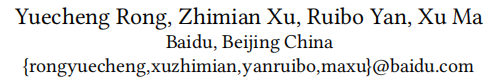 Yuecheng Rong, Zhimian Xu, Ruibo Yan, Xu Ma
Baidu, Beijing China
{rongyuecheng,xuzhimian,yanruibo,maxu}@baidu.com